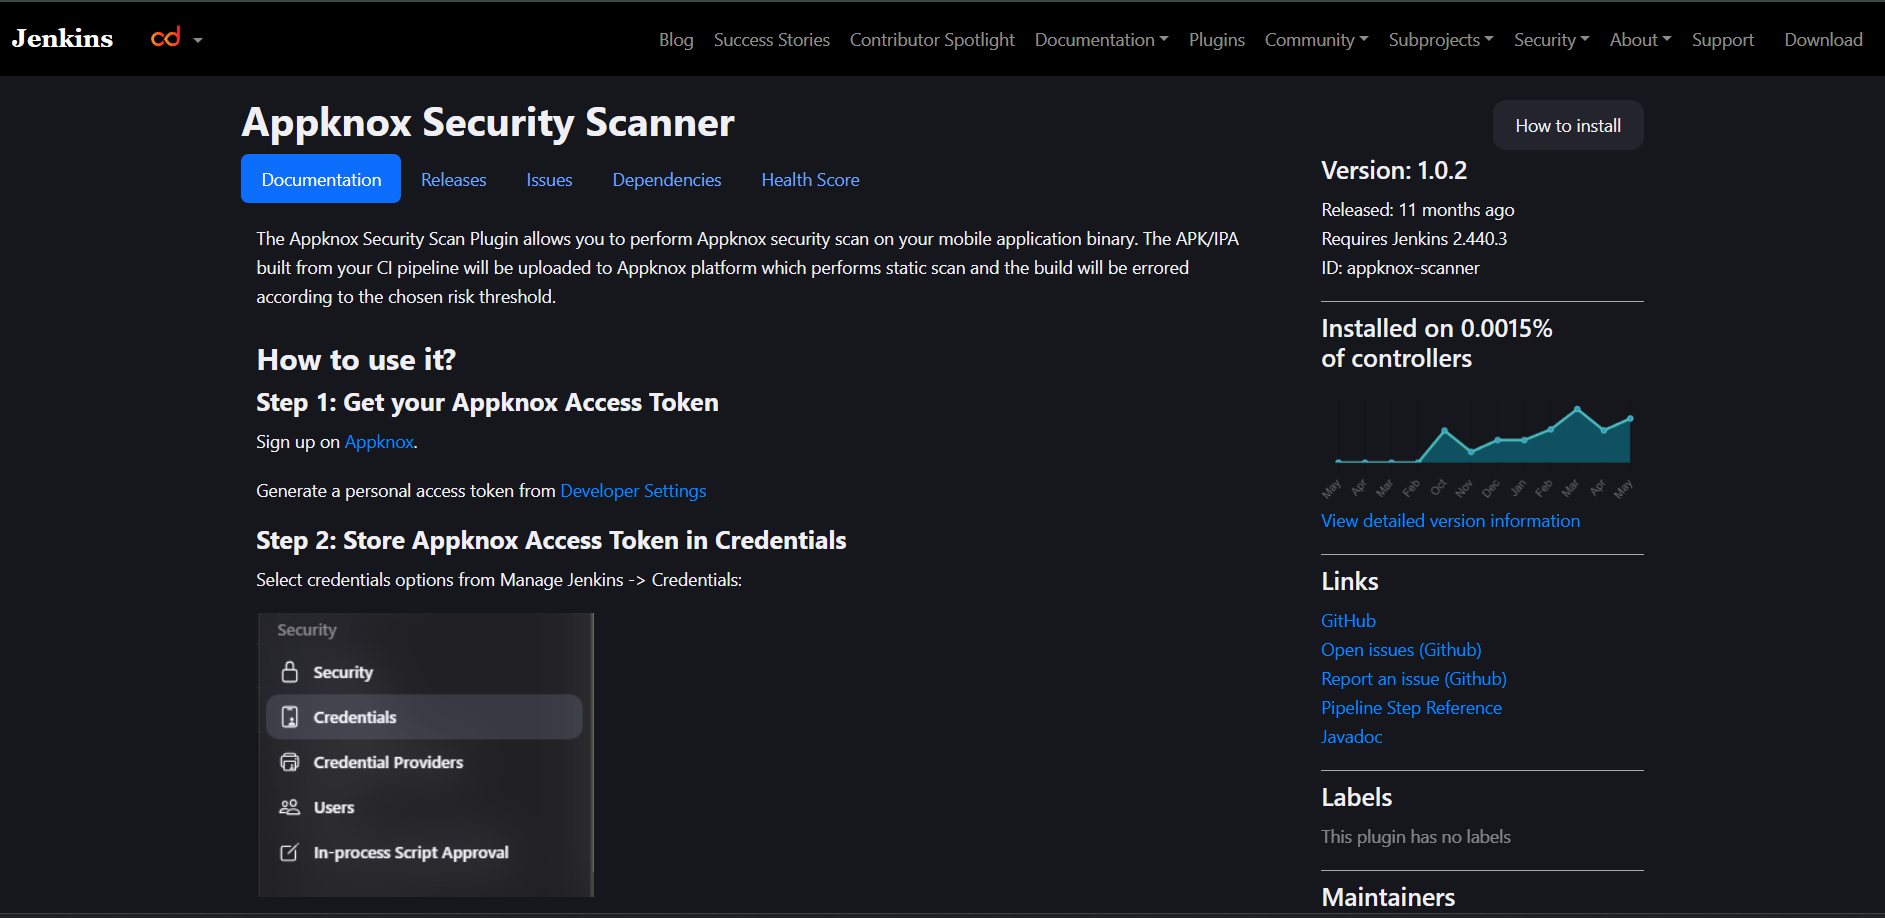 Jenkins
cd
Blog Success Stories Contributor Spotlight Documentation Plugins Community Subprojects Security About Support Download
Appknox Security Scanner
How to install
Documentation Releases Issues Dependencies Health Score
The Appknox Security Scan Plugin allows you to perform Appknox security scan on your mobile application binary. The APK/IPA
built from your CI pipeline will be uploaded to Appknox platform which performs static scan and the build will be errored
according to the chosen risk threshold.
How to use it?
Step 1: Get your Appknox Access Token
Sign up on Appknox.
Generate a personal access token from Developer Settings
Step 2: Store Appknox Access Token in Credentials
Select credentials options from Manage Jenkins -> Credentials:
Security
Security
Credentials
Credential Providers
Users
In-process Script Approval
Version: 1.0.2
Released: 11 months ago
Requires Jenkins 2.440.3
ID: appknox-scanner
Installed on 0.0015%
of controllers
May Apr Mar Feb Oct Nov Dec Jan Feb Mar Apr May
View detailed version information
Links
GitHub
Open issues (Github)
Report an issue (Github)
Pipeline Step Reference
Javadoc
Labels
This plugin has no labels
Maintainers